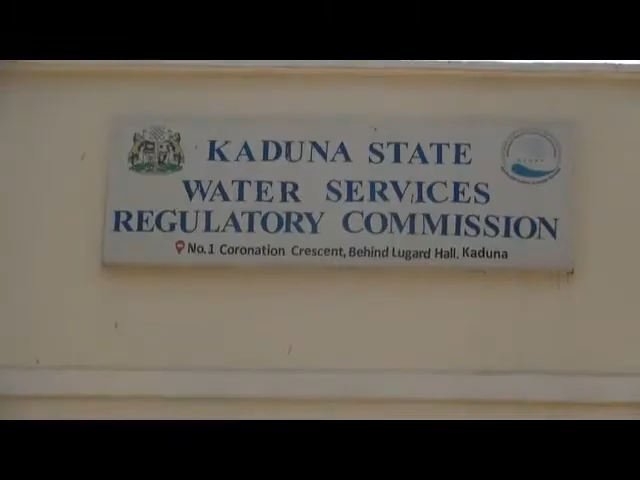 KADUNA STATE
WATER SERVICES
REGULATORY COMMISSION
No.1 Coronation Crescent, Behind Lugard Hall, Kaduna